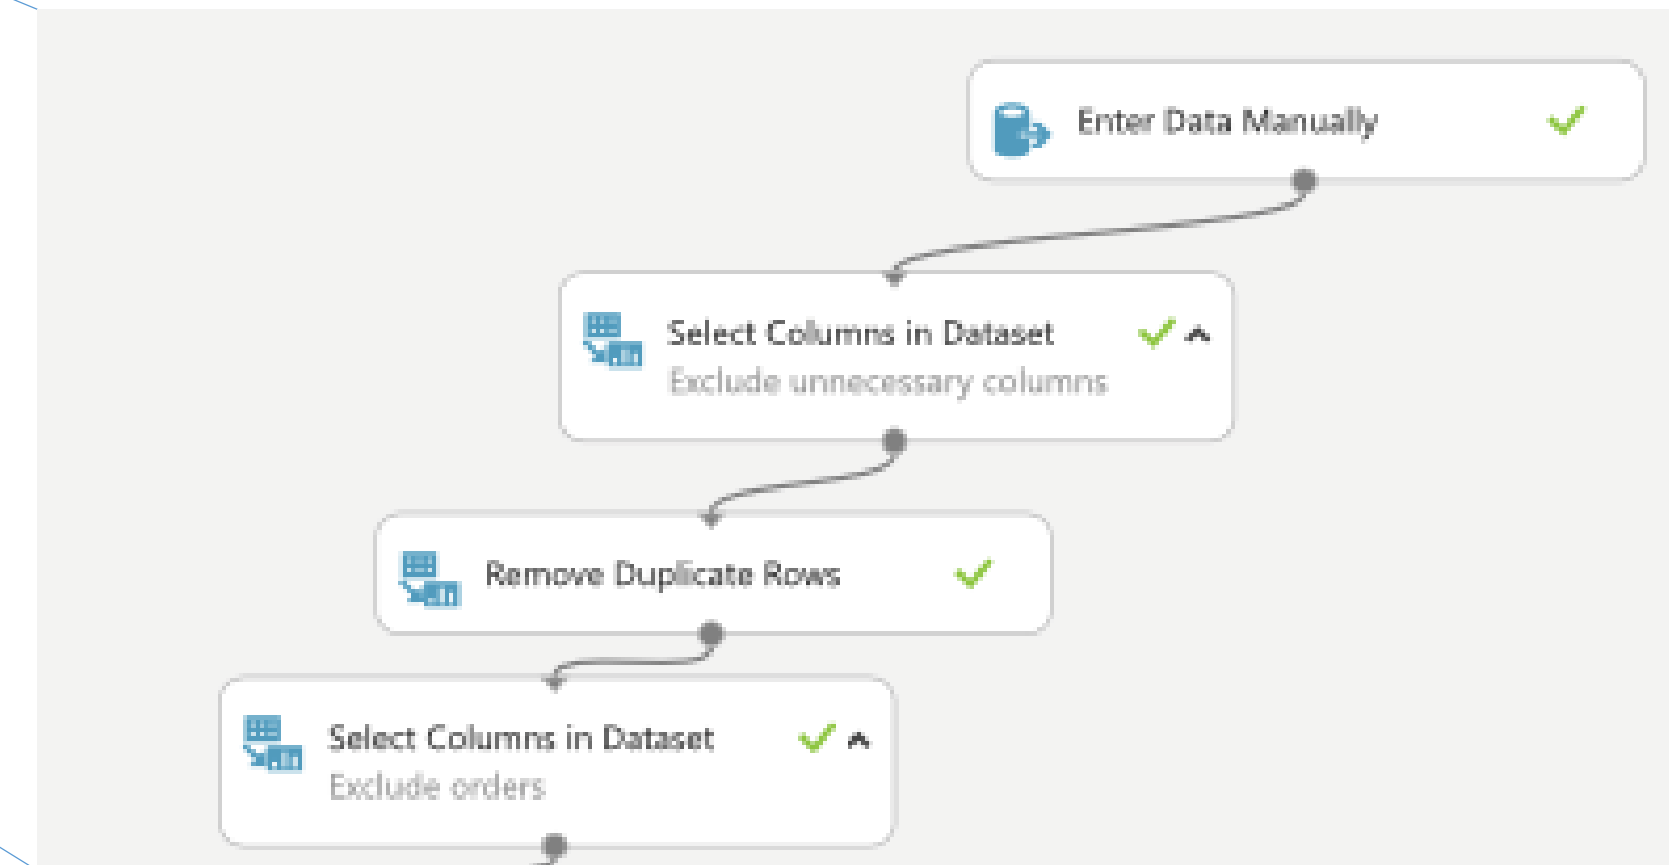 Enter Data Manually
Select Columns in Dataset
Exclude unnecessary columns
Remove Duplicate Rows
Select Columns in Dataset
Exclude orders